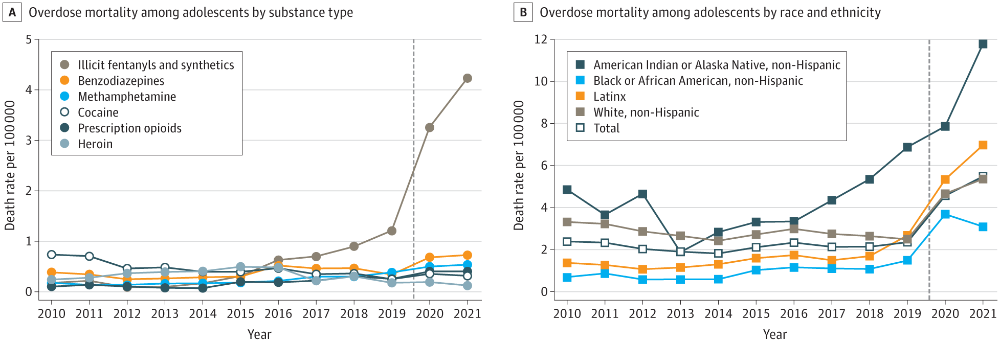 A Overdose mortality among adolescents by substance type
5
4
3
2
1
0
Death rate per 100 000
Illicit fentanyls and synthetics
Benzodiazepines
Methamphetamine
Cocaine
Prescription opioids
Heroin
2010 2011 2012 2013 2014 2015 2016 2017 2018 2019 2020 2021
Year
B Overdose mortality among adolescents by race and ethnicity
12
10
8
6
4
2
0
Death rate per 100 000
American Indian or Alaska Native, non-Hispanic
Black or African American, non-Hispanic
Latinx
White, non-Hispanic
Total
2010 2011 2012 2013 2014 2015 2016 2017 2018 2019 2020 2021
Year